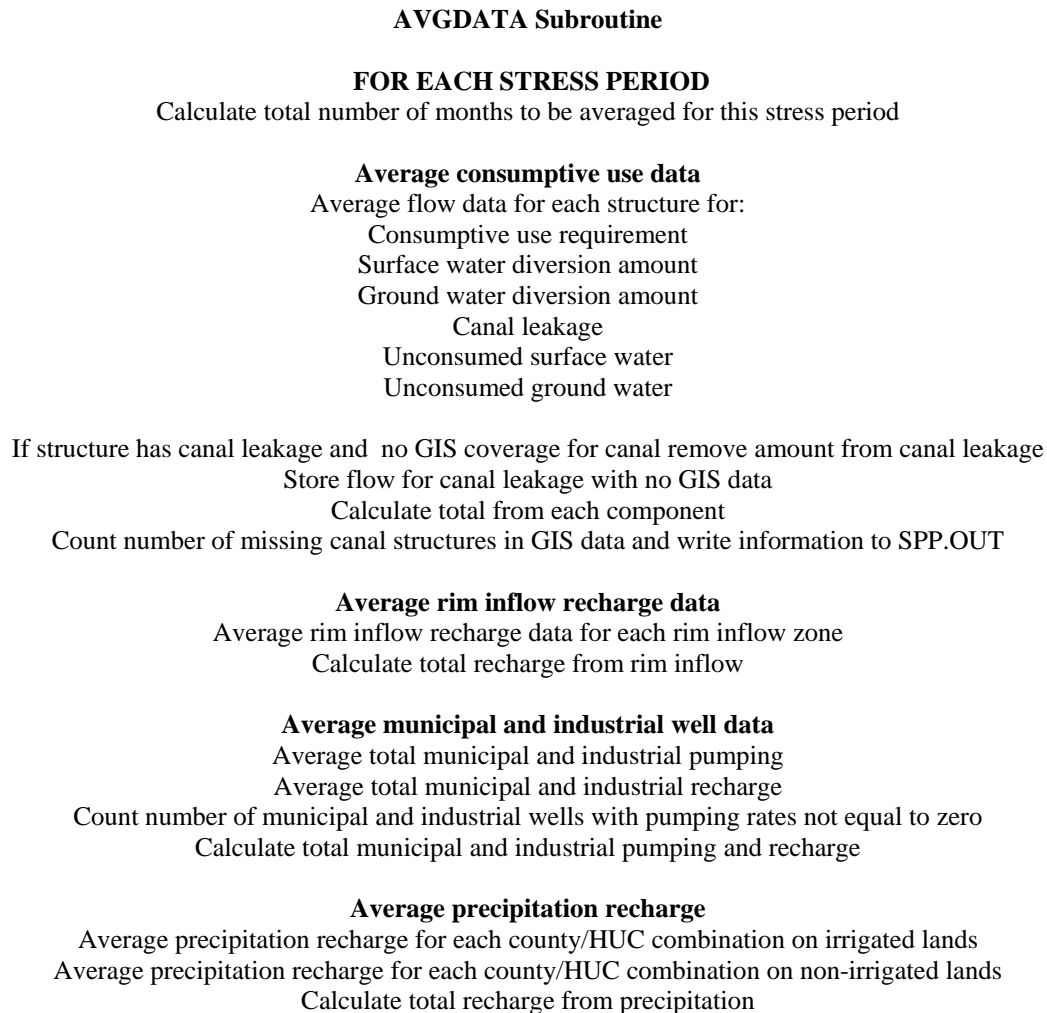 AVGDATA Subroutine
FOR EACH STRESS PERIOD
Calculate total number of months to be averaged for this stress period
Average consumptive use data
Average flow data for each structure for:
Consumptive use requirement
Surface water diversion amount
Ground water diversion amount
Canal leakage
Unconsumed surface water
Unconsumed ground water
If structure has canal leakage and  no GIS coverage for canal remove amount from canal leakage
Store flow for canal leakage with no GIS data
Calculate total from each component
Count number of missing canal structures in GIS data and write information to SPP.OUT
Average rim inflow recharge data
Average rim inflow recharge data for each rim inflow zone
Calculate total recharge from rim inflow
Average municipal and industrial well data
Average total municipal and industrial pumping
Average total municipal and industrial recharge
Count number of municipal and industrial wells with pumping rates not equal to zero
Calculate total municipal and industrial pumping and recharge
Average precipitation recharge
Average precipitation recharge for each county/HUC combination on irrigated lands
Average precipitation recharge for each county/HUC combination on non-irrigated lands
Calculate total recharge from precipitation